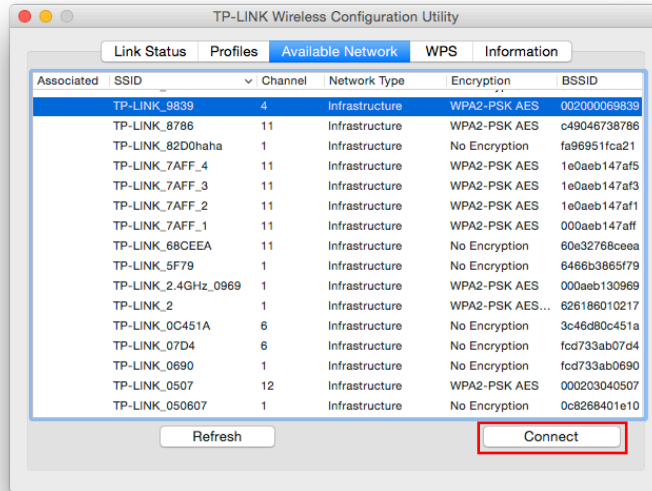 TP-LINK Wireless Configuration Utility
Link Status Profiles Available Network WPS Information
Associated SSID Channel Network Type Encryption BSSID
TP-LINK_9839 4 Infrastructure WPA2-PSK AES 002000069839
TP-LINK_8786 11 Infrastructure WPA2-PSK AES c49046738786
TP-LINK_82D0haha 1 Infrastructure No Encryption fa96951fca21
TP-LINK_7AFF_4 11 Infrastructure WPA2-PSK AES 1e0aeb147af5
TP-LINK_7AFF_3 11 Infrastructure WPA2-PSK AES 1e0aeb147af3
TP-LINK_7AFF_2 11 Infrastructure WPA2-PSK AES 1e0aeb147af1
TP-LINK_7AFF_1 11 Infrastructure WPA2-PSK AES 000aeb147aff
TP-LINK_68CEEA 11 Infrastructure No Encryption 60e32768ceea
TP-LINK_5F79 1 Infrastructure No Encryption 6466b3865f79
TP-LINK_2.4GHz_0969 1 Infrastructure WPA2-PSK AES 000aeb130969
TP-LINK_2 1 Infrastructure WPA2-PSK AES... 626186010217
TP-LINK_0C451A 6 Infrastructure No Encryption 3c46d80c451a
TP-LINK_07D4 6 Infrastructure No Encryption fcd733ab07d4
TP-LINK_0690 1 Infrastructure No Encryption fcd733ab0690
TP-LINK_0507 12 Infrastructure WPA2-PSK AES 000203040507
TP-LINK_050607 1 Infrastructure No Encryption 0c8268401e10
Refresh Connect